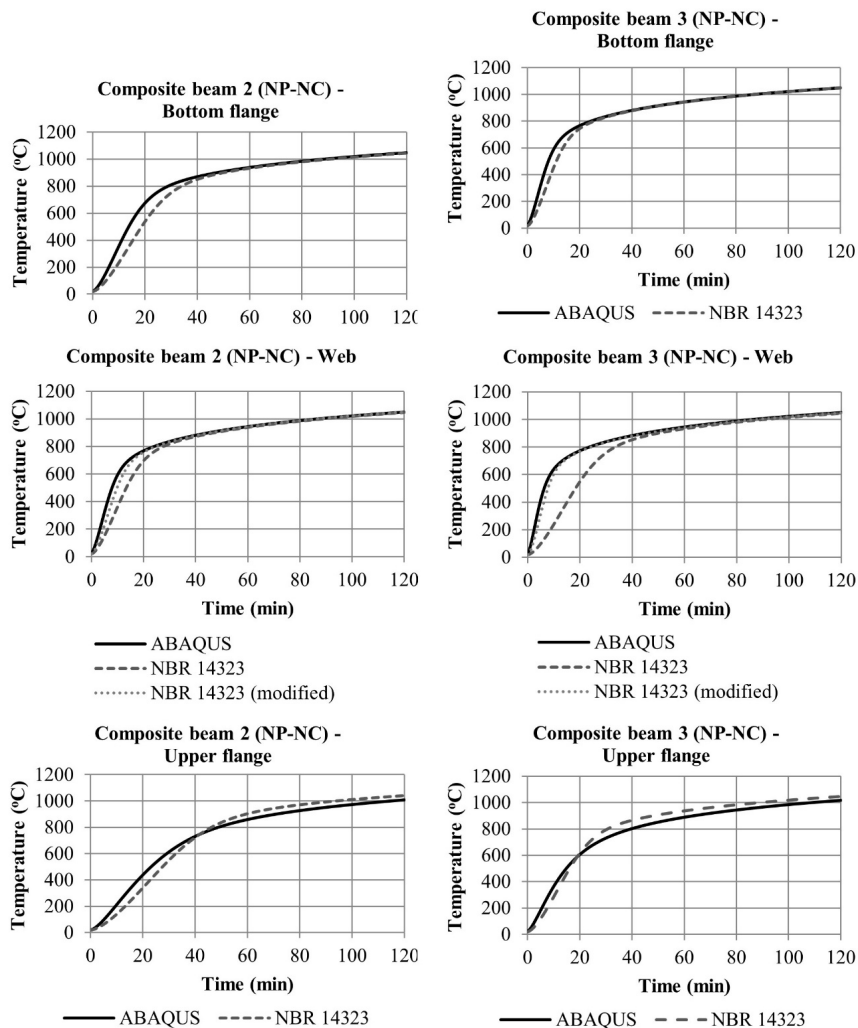 Composite beam 2 (NP-NC) -
Bottom flange
Temperature (ºC)
1200
1000
800
600
400
200
0
0 20 40 60 80 100 120
Time (min)
Composite beam 3 (NP-NC) -
Bottom flange
Temperature (ºC)
1200
1000
800
600
400
200
0
0 20 40 60 80 100 120
Time (min)
ABAQUS NBR 14323
Composite beam 2 (NP-NC) - Web
Temperature (ºC)
1200
1000
800
600
400
200
0
0 20 40 60 80 100 120
Time (min)
ABAQUS
NBR 14323
NBR 14323 (modified)
Composite beam 3 (NP-NC) - Web
Temperature (ºC)
1200
1000
800
600
400
200
0
0 20 40 60 80 100 120
Time (min)
ABAQUS
NBR 14323
NBR 14323 (modified)
Composite beam 2 (NP-NC) -
Upper flange
Temperature (ºC)
1200
1000
800
600
400
200
0
0 20 40 60 80 100 120
Time (min)
ABAQUS NBR 14323
Composite beam 3 (NP-NC) -
Upper flange
Temperature (ºC)
1200
1000
800
600
400
200
0
0 20 40 60 80 100 120
Time (min)
ABAQUS NBR 14323